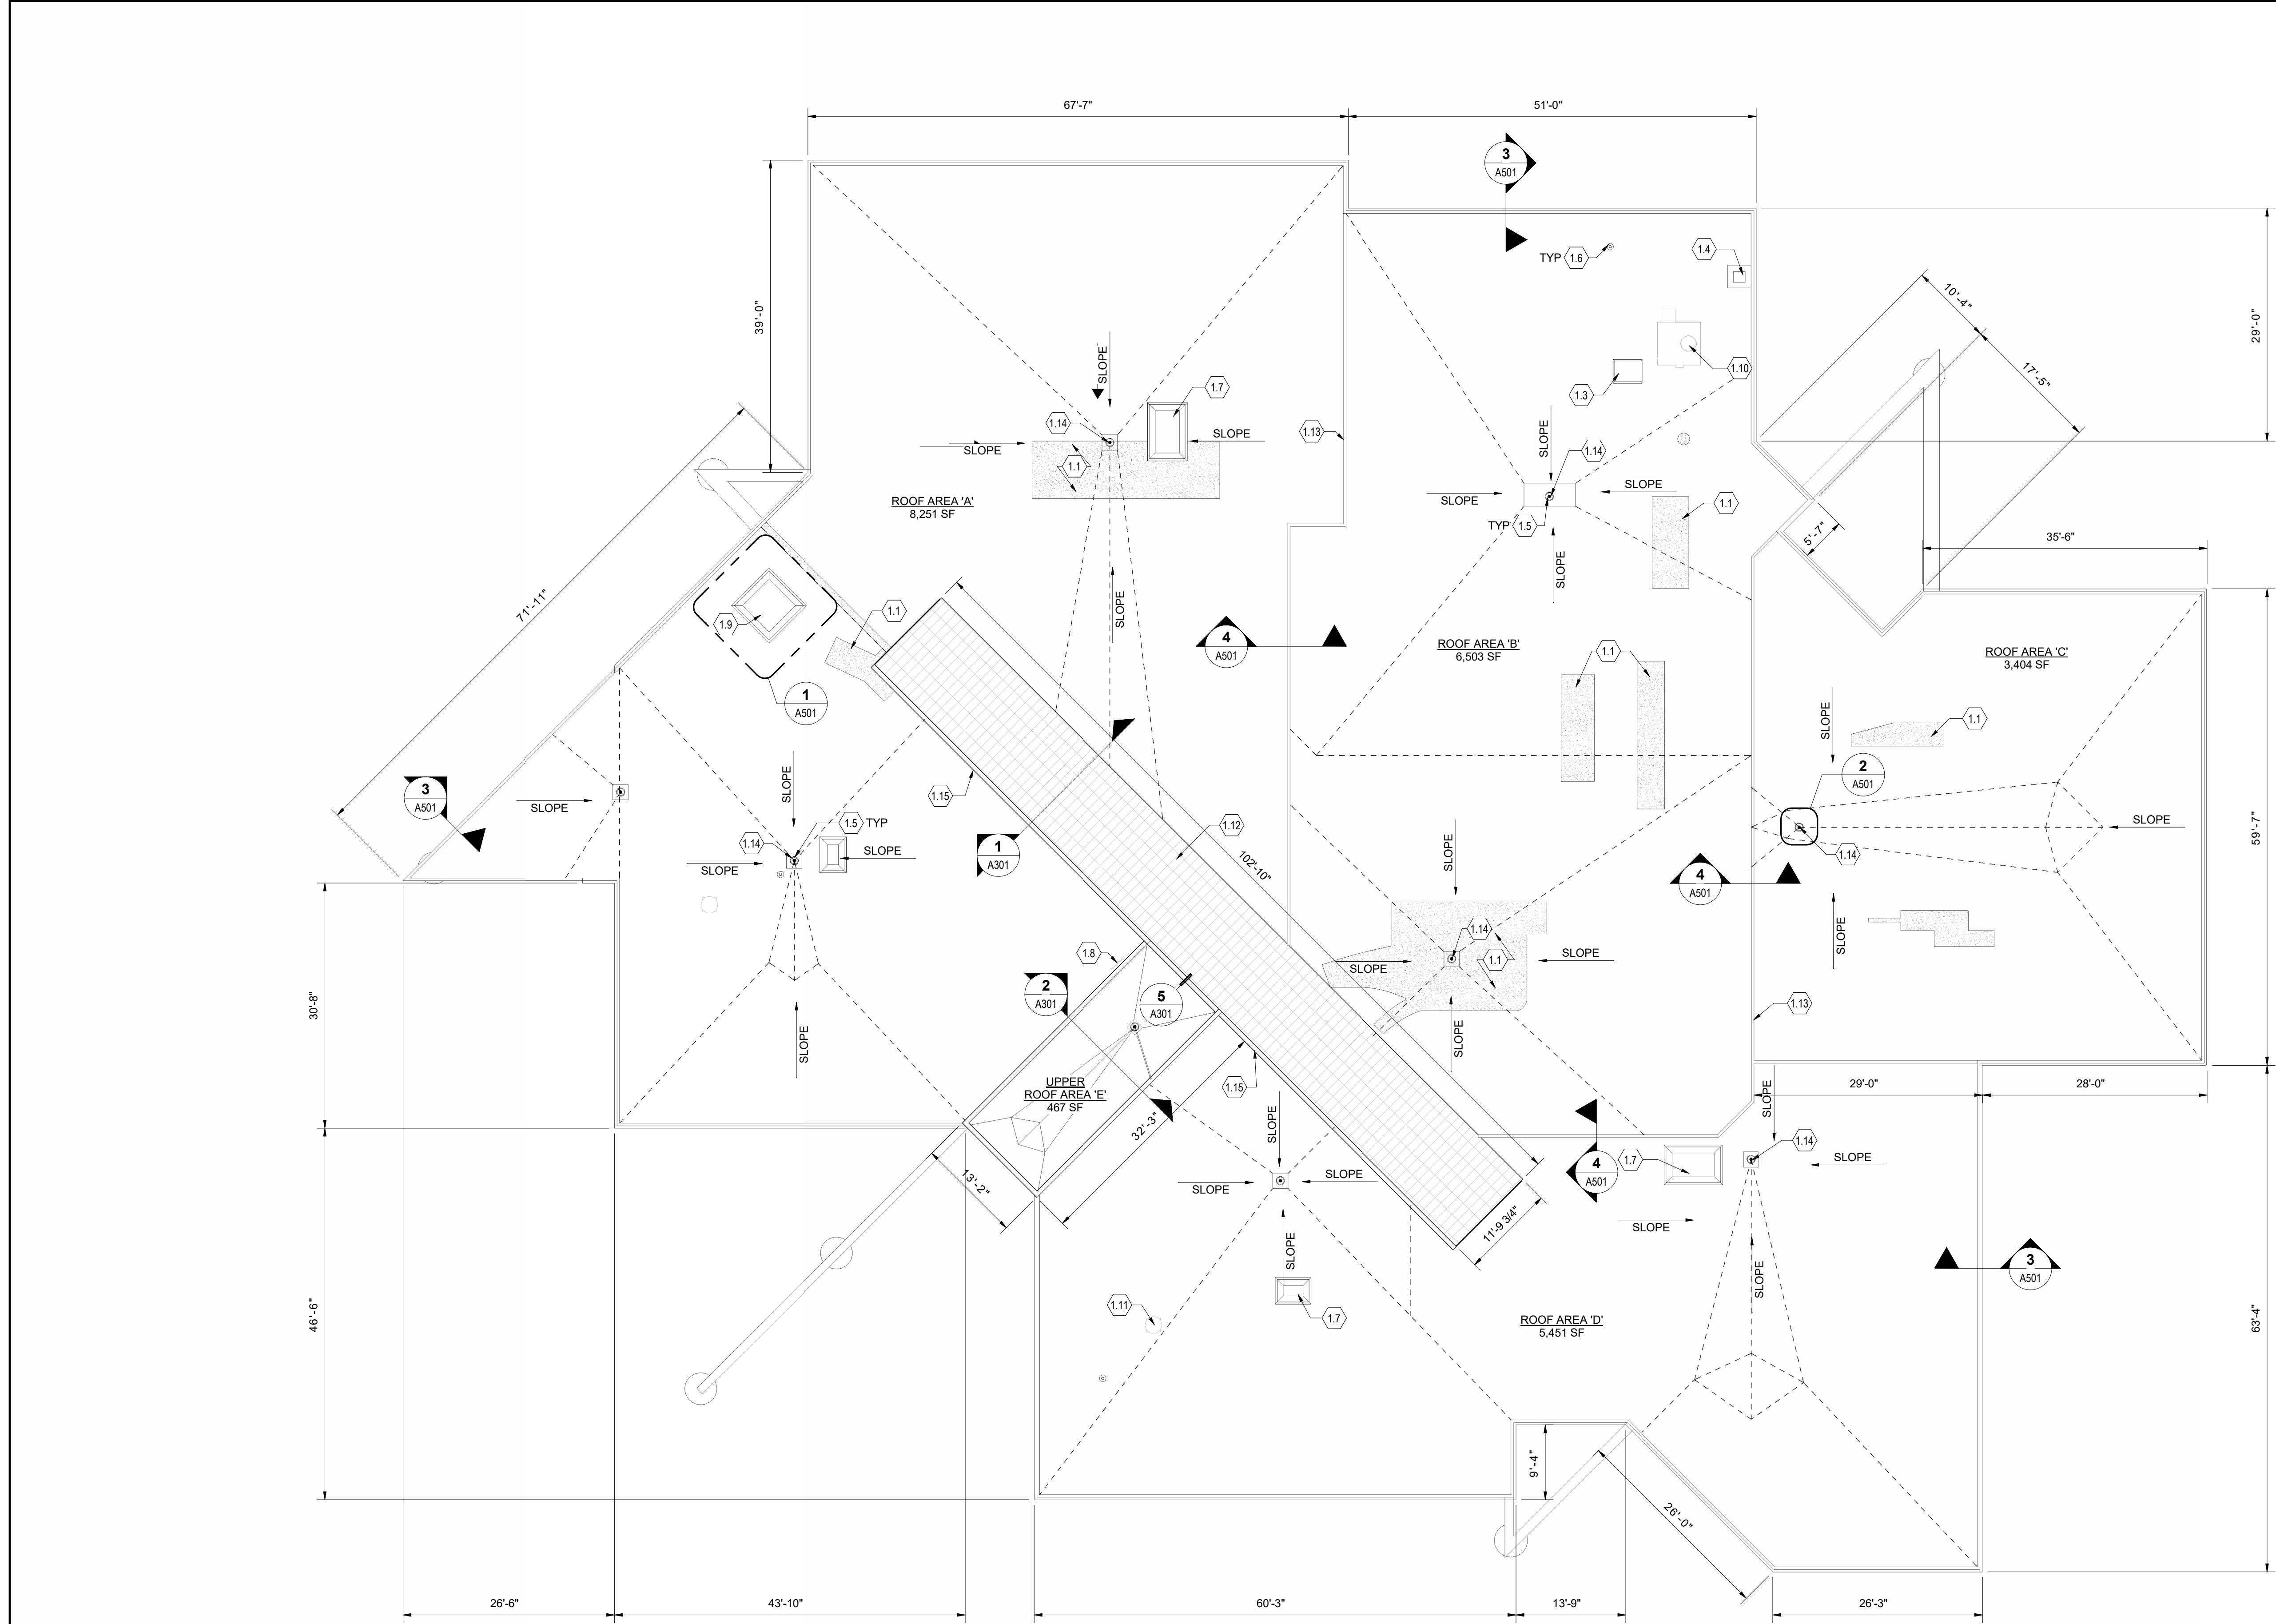 67'-7"
51'-0"
3
A501
1.4
TYP 1.6
10'-4"
39'-0"
29'-0"
17'-5"
SLOPE
1.7
1.3
1.10
1.14
SLOPE
SLOPE
1.13
SLOPE
1.14
1.1
SLOPE
SLOPE
ROOF AREA 'A'
8,251 SF
1.1
TYP 1.5
5'-7"
35'-6"
SLOPE
71'-11"
1.1
SLOPE
1.9
4
A501
ROOF AREA 'B'
6,503 SF
1.1
ROOF AREA 'C'
3,404 SF
1
A501
SLOPE
1.1
SLOPE
2
A501
3
A501
SLOPE
1.15
1.5 TYP
1.12
SLOPE
59'-7"
1.14
SLOPE
SLOPE
1
A301
102'-10"
SLOPE
1.14
4
A501
30'-8"
1.8
1.14
SLOPE
SLOPE
1.1
SLOPE
2
A301
5
A301
1.13
SLOPE
SLOPE
UPPER
ROOF AREA 'E'
467 SF
1.15
29'-0"
28'-0"
SLOPE
32'-3"
SLOPE
1.14
4
A501
1.7
SLOPE
13'-2"
SLOPE
SLOPE
11'-9 3/4"
SLOPE
SLOPE
3
A501
SLOPE
46'-6"
1.11
1.7
ROOF AREA 'D'
5,451 SF
63'-4"
9'-4"
26'-0"
26'-6"
43'-10"
60'-3"
13'-9"
26'-3"